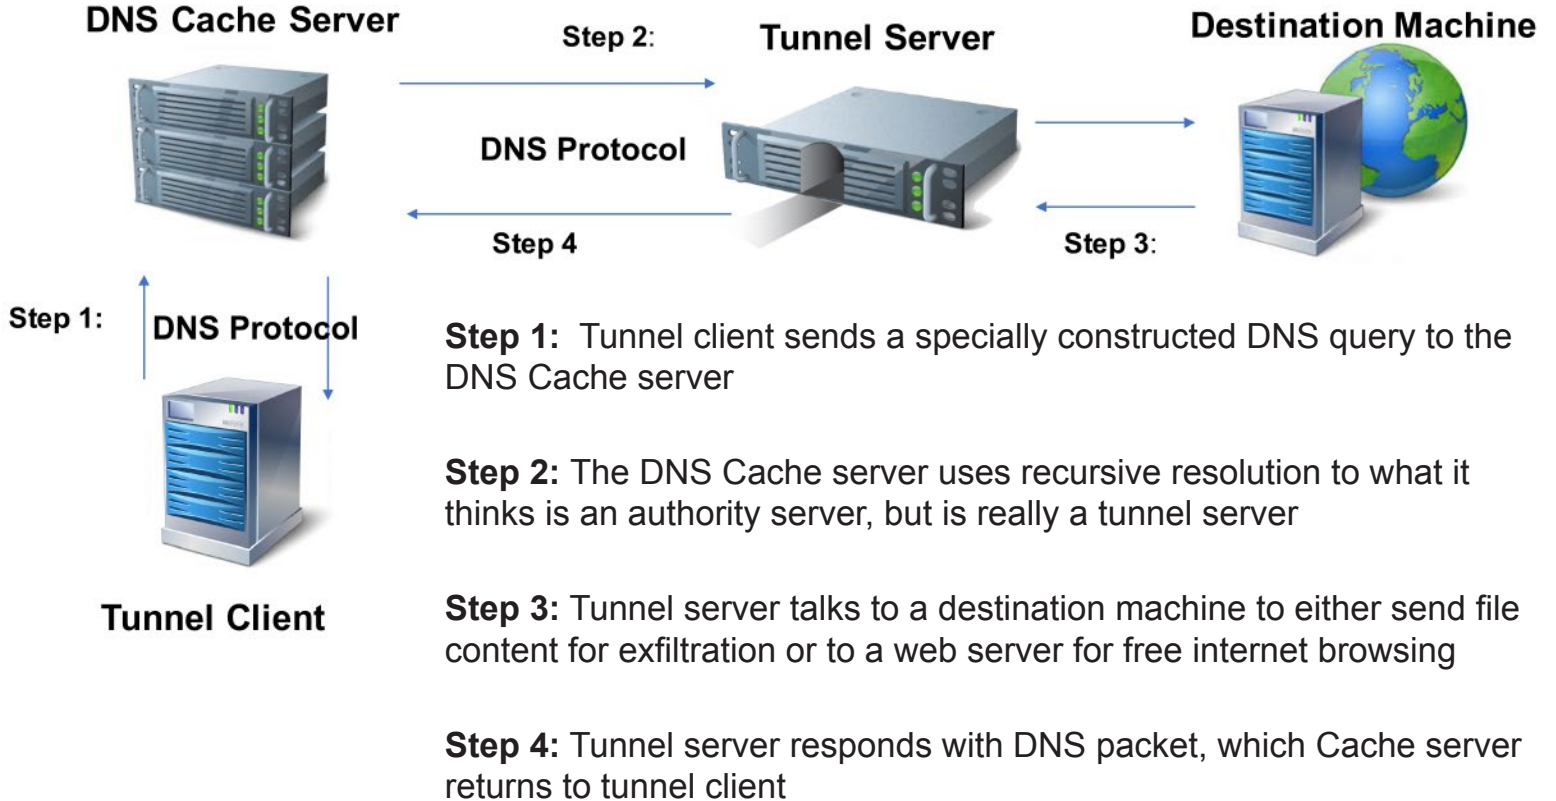 DNS Cache Server
Step 2:
Tunnel Server
Destination Machine
DNS Protocol
Step 4
Step 3:
Step 1:
DNS Protocol
Tunnel Client
Step 1:  Tunnel client sends a specially constructed DNS query to the
DNS Cache server
Step 2: The DNS Cache server uses recursive resolution to what it
thinks is an authority server, but is really a tunnel server
Step 3: Tunnel server talks to a destination machine to either send file
content for exfiltration or to a web server for free internet browsing
Step 4: Tunnel server responds with DNS packet, which Cache server
returns to tunnel client